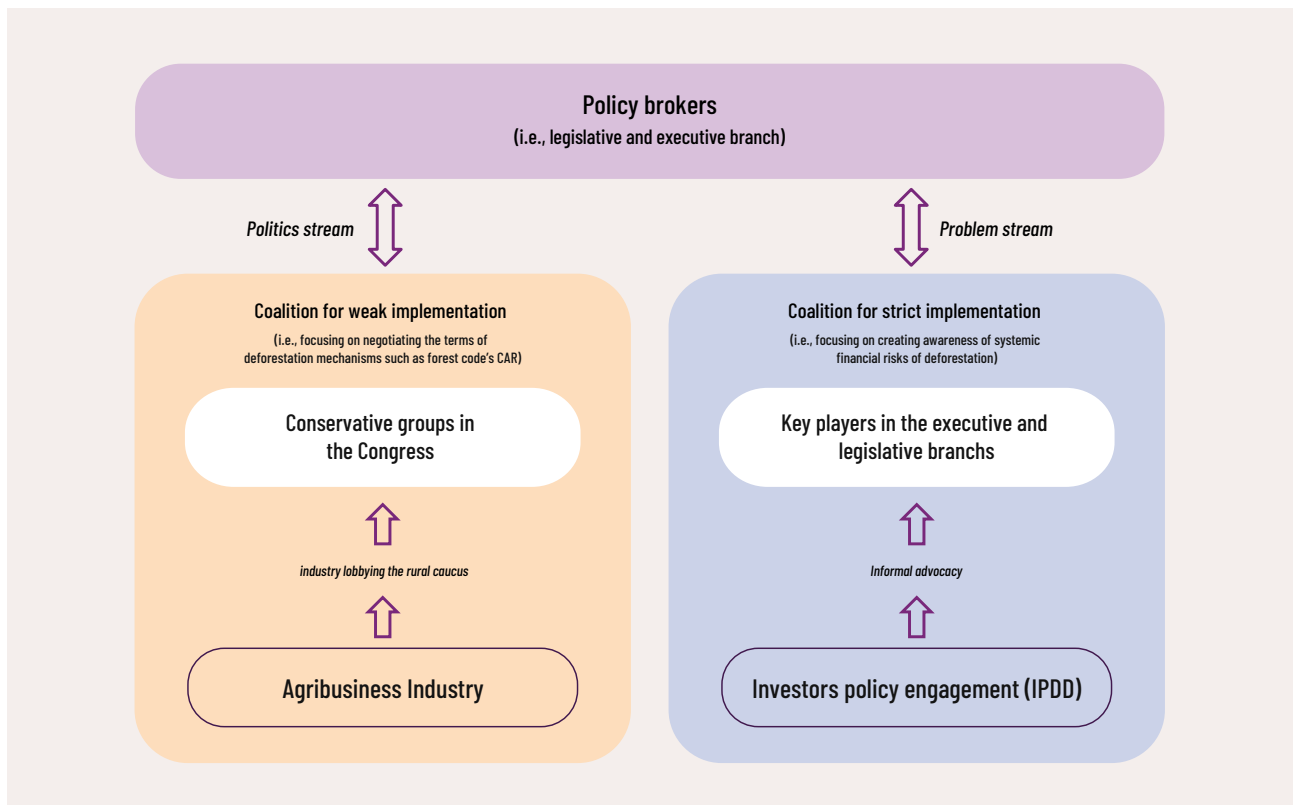 Policy brokers
(i.e., legislative and executive branch)
Politics stream
Problem stream
Coalition for weak implementation
(i.e., focusing on negotiating the terms of
deforestation mechanisms such as forest code's CAR)
Conservative groups in
the Congress
industry lobbying the rural caucus
Agribusiness Industry
Coalition for strict implementation
(i.e., focusing on creating awareness of systemic
financial risks of deforestation)
Key players in the executive and
legislative branchs
Informal advocacy
Investors policy engagement (IPDD)